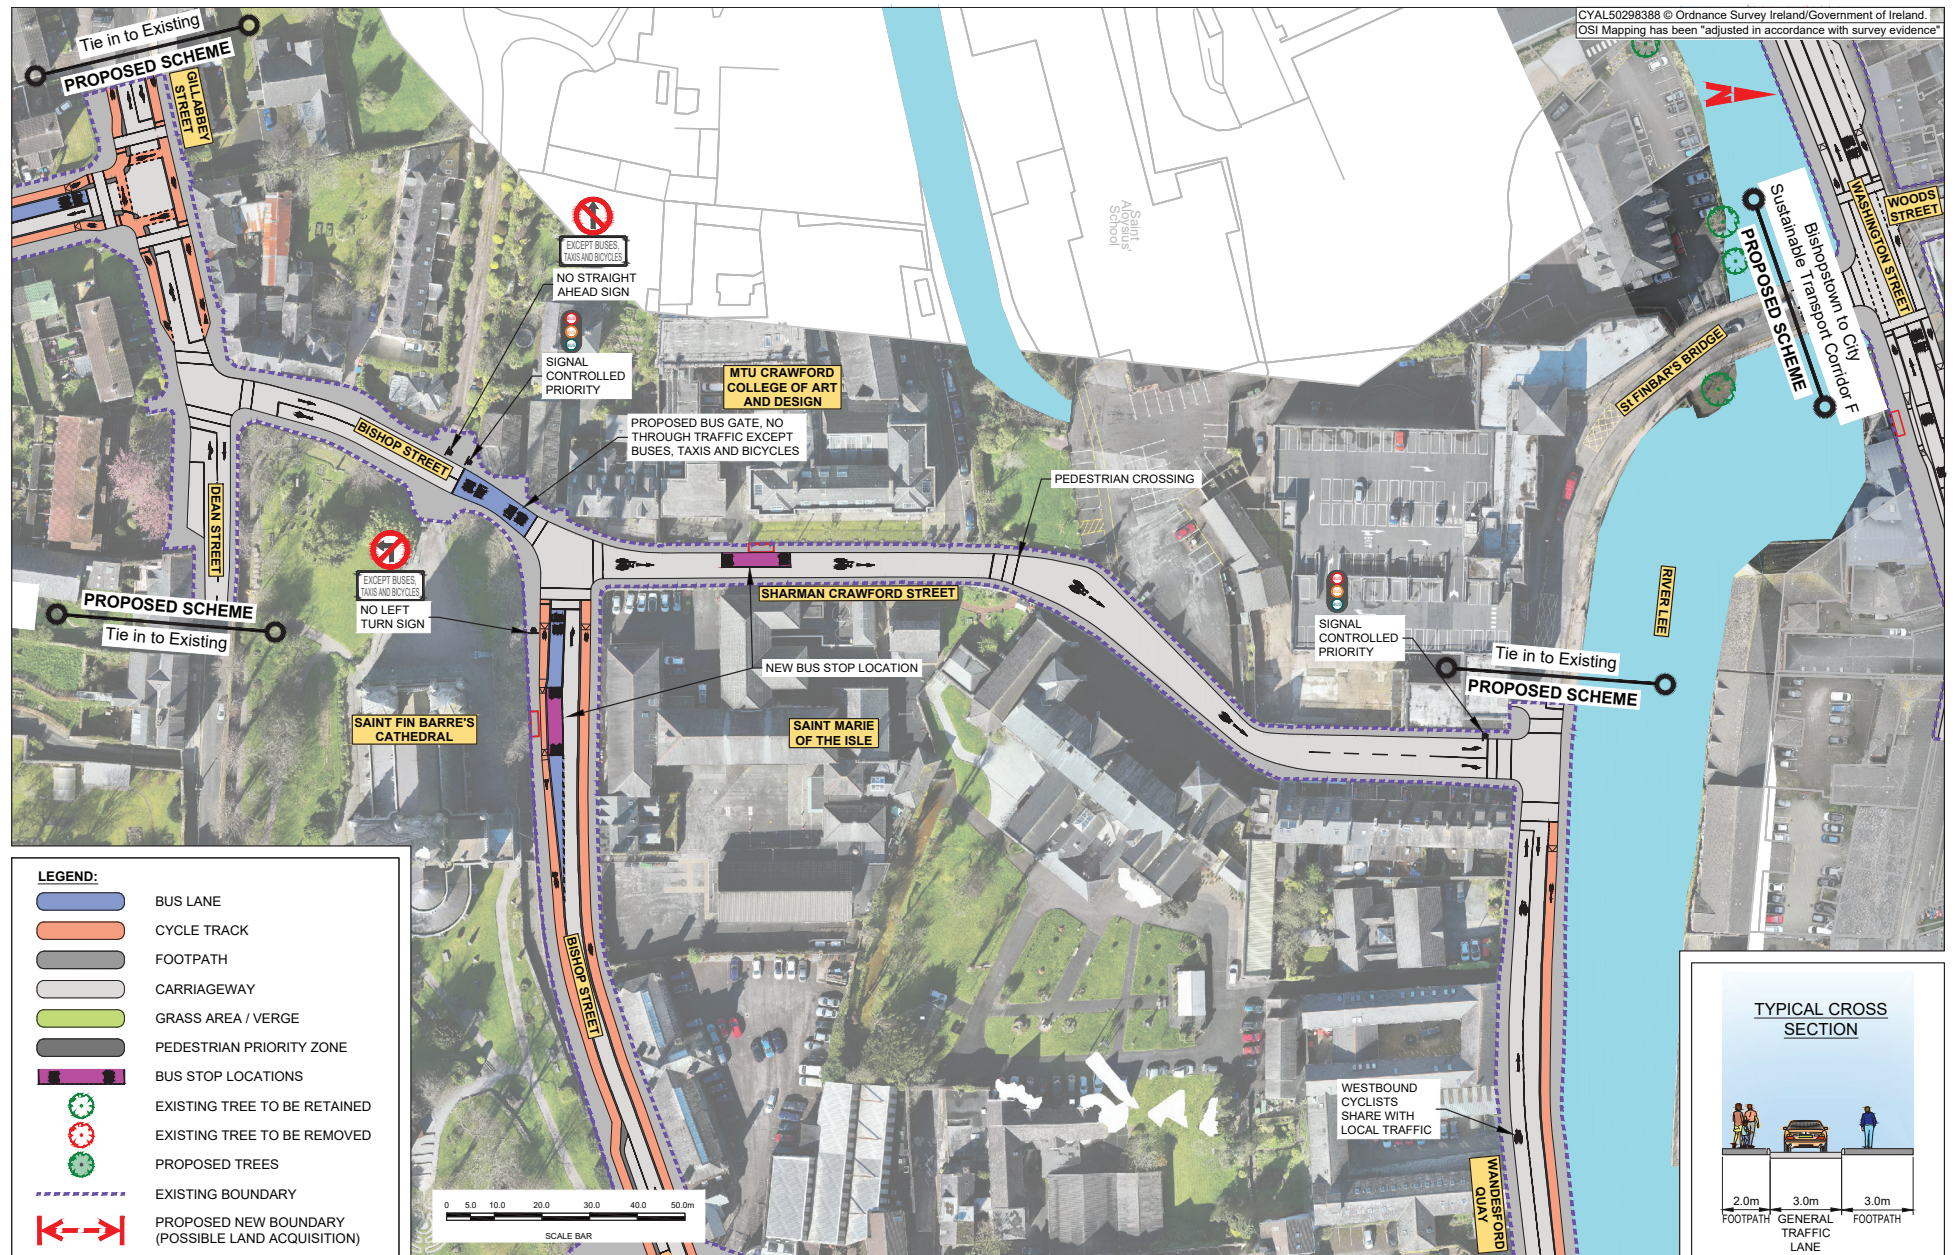 CYAL50298388 © Ordnance Survey Ireland/Government of Ireland.
OSI Mapping has been "adjusted in accordance with survey evidence"
Tie in to Existing
PROPOSED SCHEME
GILLABBEY
STREET
N
WOODS
STREET
WASHINGTON STREET
Bishopstown to City
Sustainable Transport Corridor F
PROPOSED SCHEME
Saint
Aloysius'
School
EXCEPT BUSES,
TAXIS AND BICYCLES
NO STRAIGHT
AHEAD SIGN
SIGNAL
CONTROLLED
PRIORITY
MTU CRAWFORD
COLLEGE OF ART
AND DESIGN
St FINBAR'S BRIDGE
PROPOSED BUS GATE, NO
THROUGH TRAFFIC EXCEPT
BUSES, TAXIS AND BICYCLES
BISHOP STREET
DEAN STREET
PEDESTRIAN CROSSING
EXCEPT BUSES,
TAXIS AND BICYCLES
NO LEFT
TURN SIGN
PROPOSED SCHEME
Tie in to Existing
SHARMAN CRAWFORD STREET
RIVER LEE
SIGNAL
CONTROLLED
PRIORITY
Tie in to Existing
PROPOSED SCHEME
NEW BUS STOP LOCATION
SAINT FIN BARRE'S
CATHEDRAL
SAINT MARIE
OF THE ISLE
BISHOP STREET
WESTBOUND
CYCLISTS
SHARE WITH
LOCAL TRAFFIC
WANDESFORD
QUAY
LEGEND:
BUS LANE
CYCLE TRACK
FOOTPATH
CARRIAGEWAY
GRASS AREA / VERGE
PEDESTRIAN PRIORITY ZONE
BUS STOP LOCATIONS
EXISTING TREE TO BE RETAINED
EXISTING TREE TO BE REMOVED
PROPOSED TREES
EXISTING BOUNDARY
PROPOSED NEW BOUNDARY
(POSSIBLE LAND ACQUISITION)
0 5.0 10.0 20.0 30.0 40.0 50.0m
SCALE BAR
TYPICAL CROSS
SECTION
2.0m 3.0m 3.0m
FOOTPATH GENERAL FOOTPATH
TRAFFIC
LANE